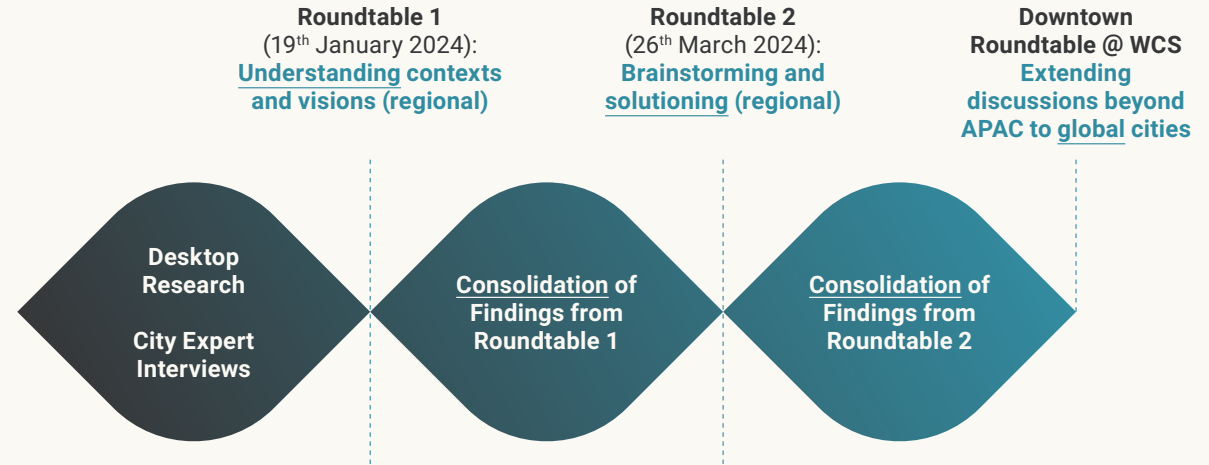 Roundtable 1
(19th January 2024):
Understanding contexts
and visions (regional)
Roundtable 2
(26th March 2024):
Brainstorming and
solutioning (regional)
Downtown
Roundtable @ WCS
Extending
discussions beyond
APAC to global cities
Desktop
Research
City Expert
Interviews
Consolidation of
Findings from
Roundtable 1
Consolidation of
Findings from
Roundtable 2